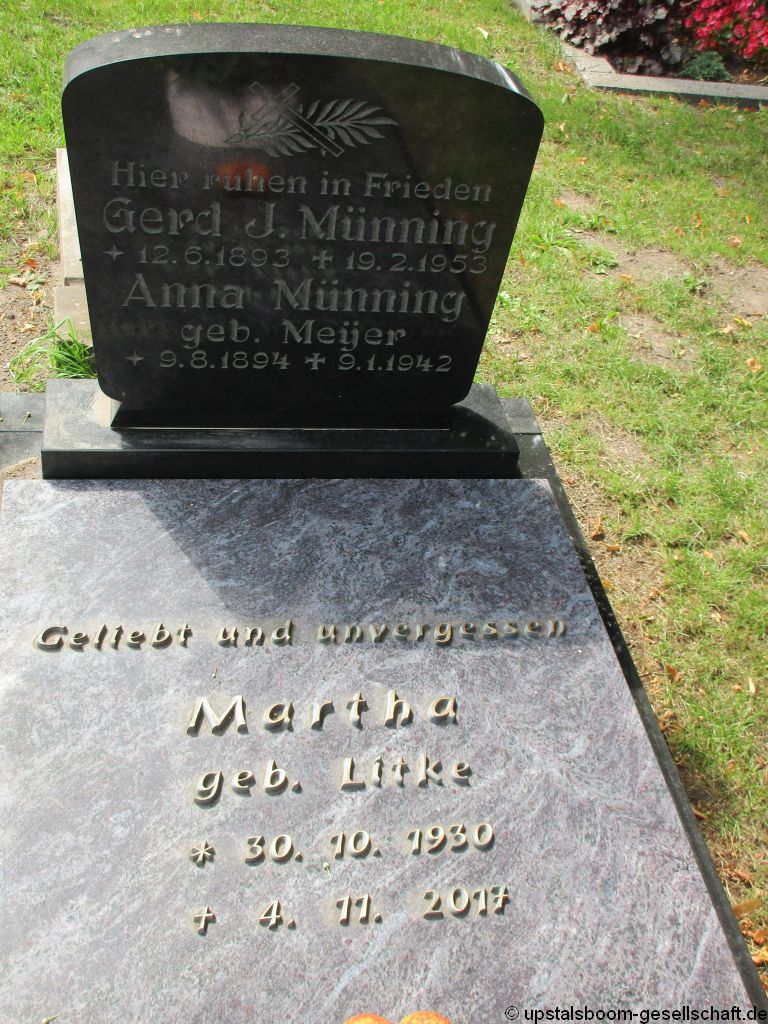 Hier ruhen in Frieden
Gerd J. Münning
12.6.1893 ✝ 19.2.1953
Anna Münning
geb. Meijer
9.8.1894 ✝ 9.1.1942
Geliebt und unvergessen
Martha
geb. Litke
* 30. 10. 1930
† 4. 11. 2017
© upstalsboom-gesellschaft.de